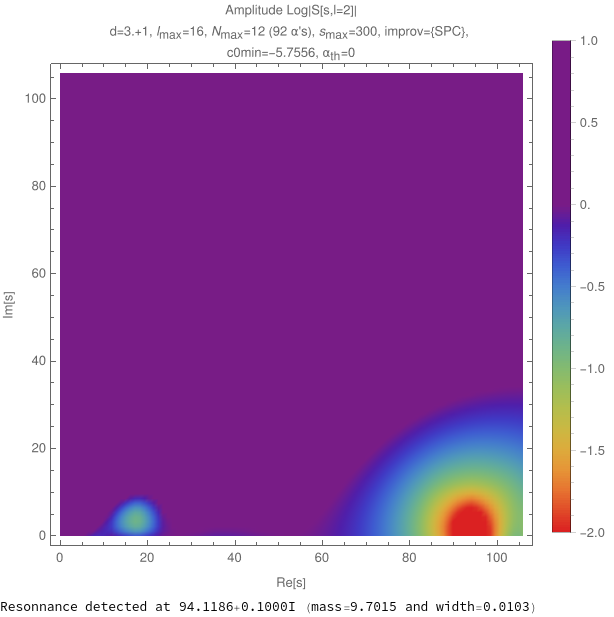 Amplitude Log|S[s,l=2]|
d=3.+1, lmax=16, Nmax=12 (92 α's), smax=300, improv={SPC},
c0min=−5.7556, αth=0
1.0
0.5
0.
−0.5
−1.0
−1.5
−2.0
100
80
60
40
20
0
Im[s]
0 20 40 60 80 100
Re[s]
Resonnance detected at 94.1186+0.1000I (mass=9.7015 and width=0.0103)